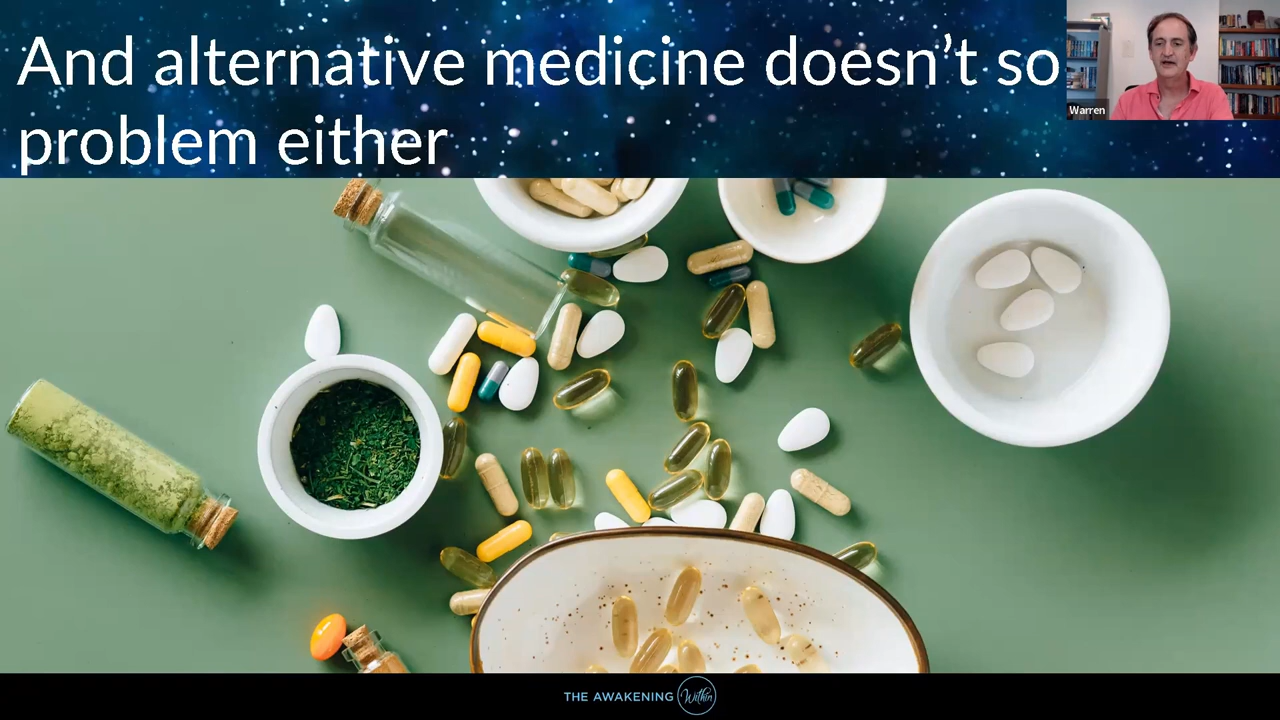 And alternative medicine doesn’t so
problem either
Warren
THE AWAKENING Within